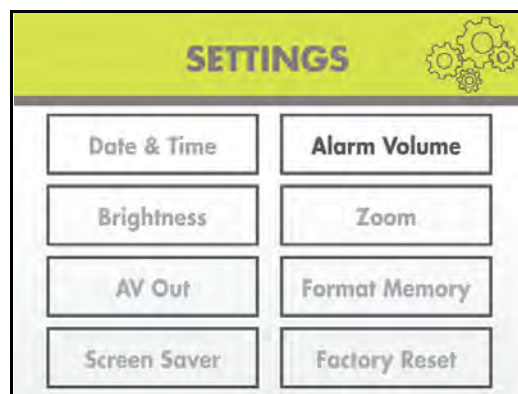 SETTINGS
Date & Time
Alarm Volume
Brightness
Zoom
AV Out
Format Memory
Screen Saver
Factory Reset